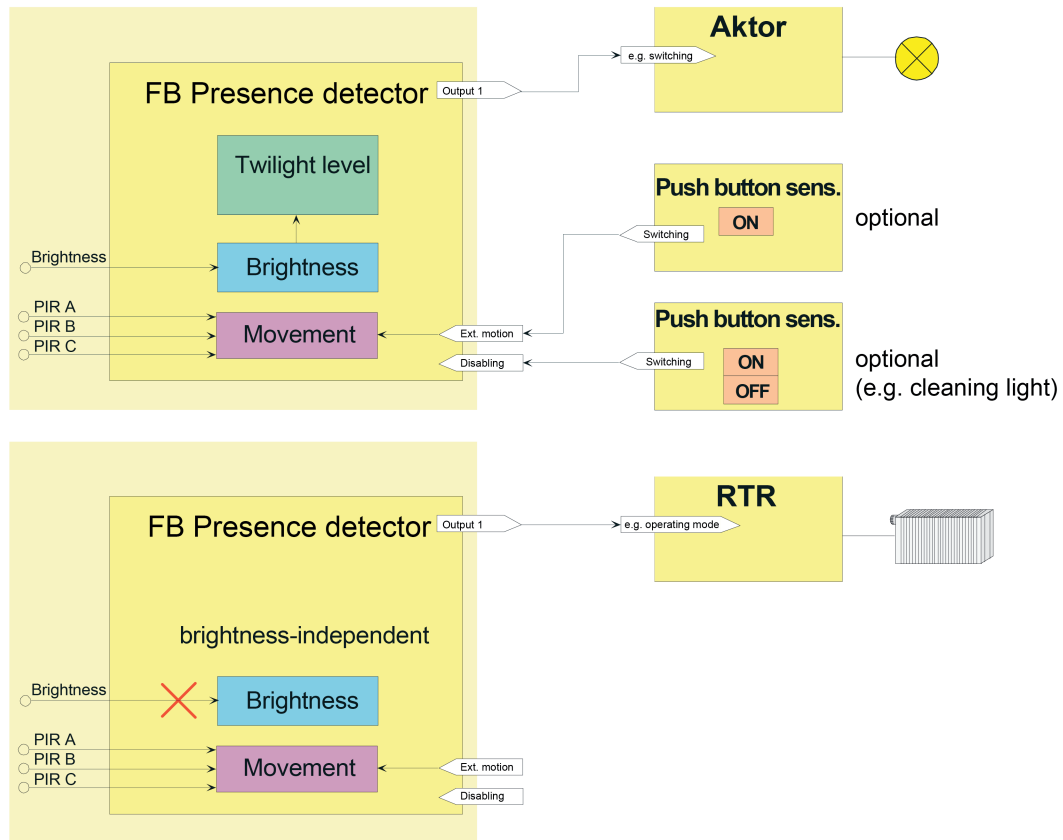 Aktor
e.g. switching
FB Presence detector
Output 1
Twilight level
Push button sens.
ON
optional
Switching
Brightness
Brightness
PIR A
PIR B
PIR C
Movement
Ext. motion
Disabling
Push button sens.
Switching
ON
OFF
optional
(e.g. cleaning light)
RTR
FB Presence detector
Output 1
e.g. operating mode
brightness-independent
Brightness
Brightness
PIR A
PIR B
PIR C
Movement
Ext. motion
Disabling